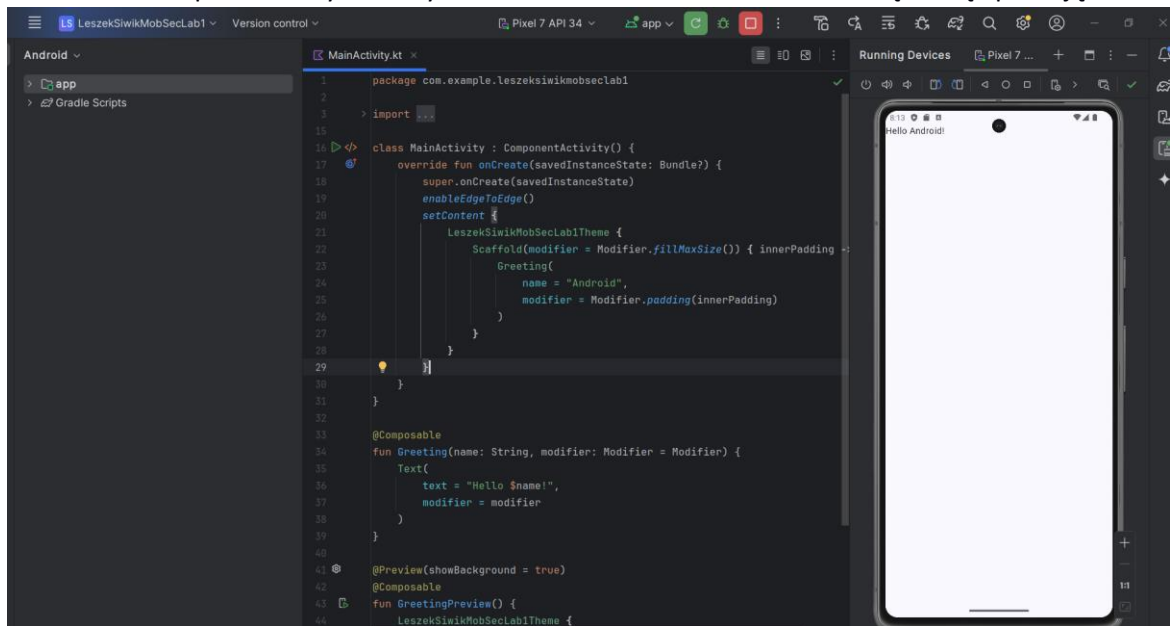 LS LeszekSiwikMobSecLab1 Version control Pixel 7 API 34 app
Android MainActivity.kt Running Devices Pixel 7 ...
app
Gradle Scripts
1 package com.example.leszeksiwikmobseclab1
2
3 import ...
15
16 class MainActivity : ComponentActivity() {
17 override fun onCreate(savedInstanceState: Bundle?) {
18 super.onCreate(savedInstanceState)
19 enableEdgeToEdge()
20 setContent {
21 LeszekSiwikMobSecLab1Theme {
22 Scaffold(modifier = Modifier.fillMaxSize()) { innerPadding ->
23 Greeting(
24 name = "Android",
25 modifier = Modifier.padding(innerPadding)
26 )
27 }
28 }
29 }
30 }
31 }
32
33 @Composable
34 fun Greeting(name: String, modifier: Modifier = Modifier) {
35 Text(
36 text = "Hello $name!",
37 modifier = modifier
38 )
39 }
40
41 @Preview(showBackground = true)
42 @Composable
43 fun GreetingPreview() {
44 LeszekSiwikMobSecLab1Theme {
8:13
Hello Android!
1:1